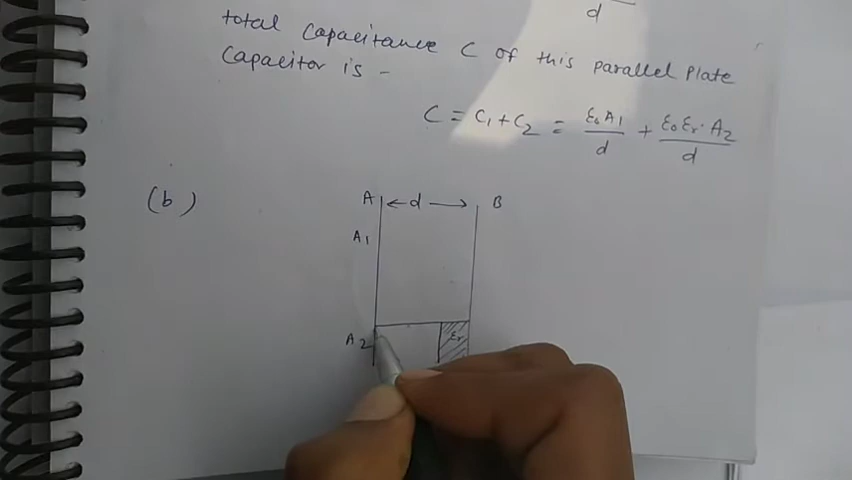 d
total capacitance C of this parallel plate
capacitor is -
C = C₁ + C₂ = ε₀A₁/d + ε₀εᵣ·A₂/d
(b)
A ← d → B
A₁
A₂ εᵣ